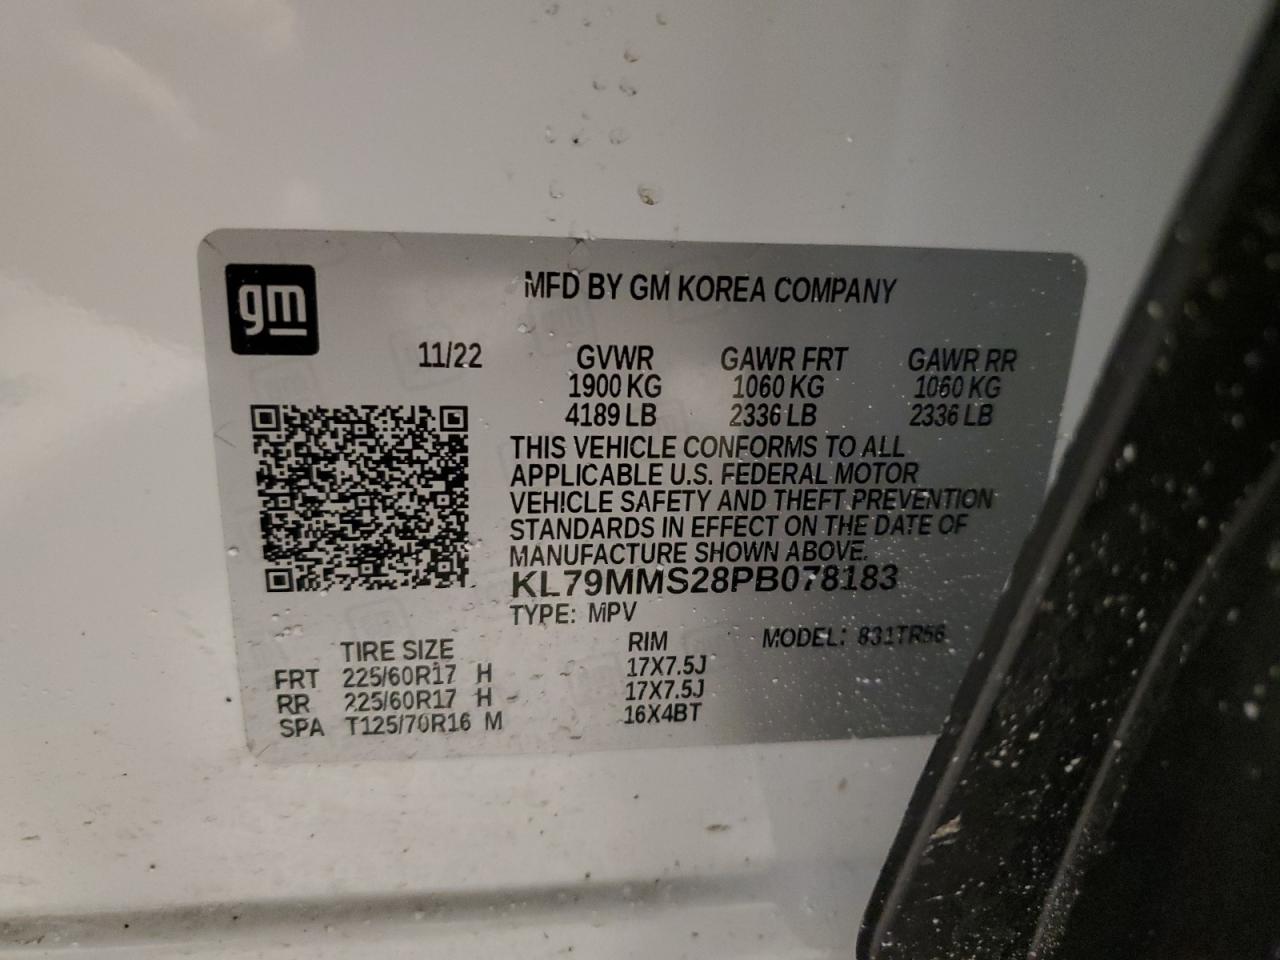 gm
MFD BY GM KOREA COMPANY
11/22 GVWR GAWR FRT GAWR RR
1900 KG 1060 KG 1060 KG
4189 LB 2336 LB 2336 LB
THIS VEHICLE CONFORMS TO ALL
APPLICABLE U.S. FEDERAL MOTOR
VEHICLE SAFETY AND THEFT PREVENTION
STANDARDS IN EFFECT ON THE DATE OF
MANUFACTURE SHOWN ABOVE.
KL79MMS28PB078183
TYPE: MPV
TIRE SIZE RIM MODEL: 831TR56
FRT 225/60R17 H 17X7.5J
RR 225/60R17 H 17X7.5J
SPA T125/70R16 M 16X4BT